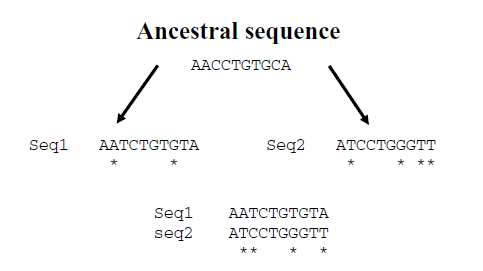 Ancestral sequence
AACCTGTGCA
Seq1 AATCTGTGTA Seq2 ATCCTGGGTT
* * * * **
Seq1 AATCTGTGTA
seq2 ATCCTGGGTT
** * *